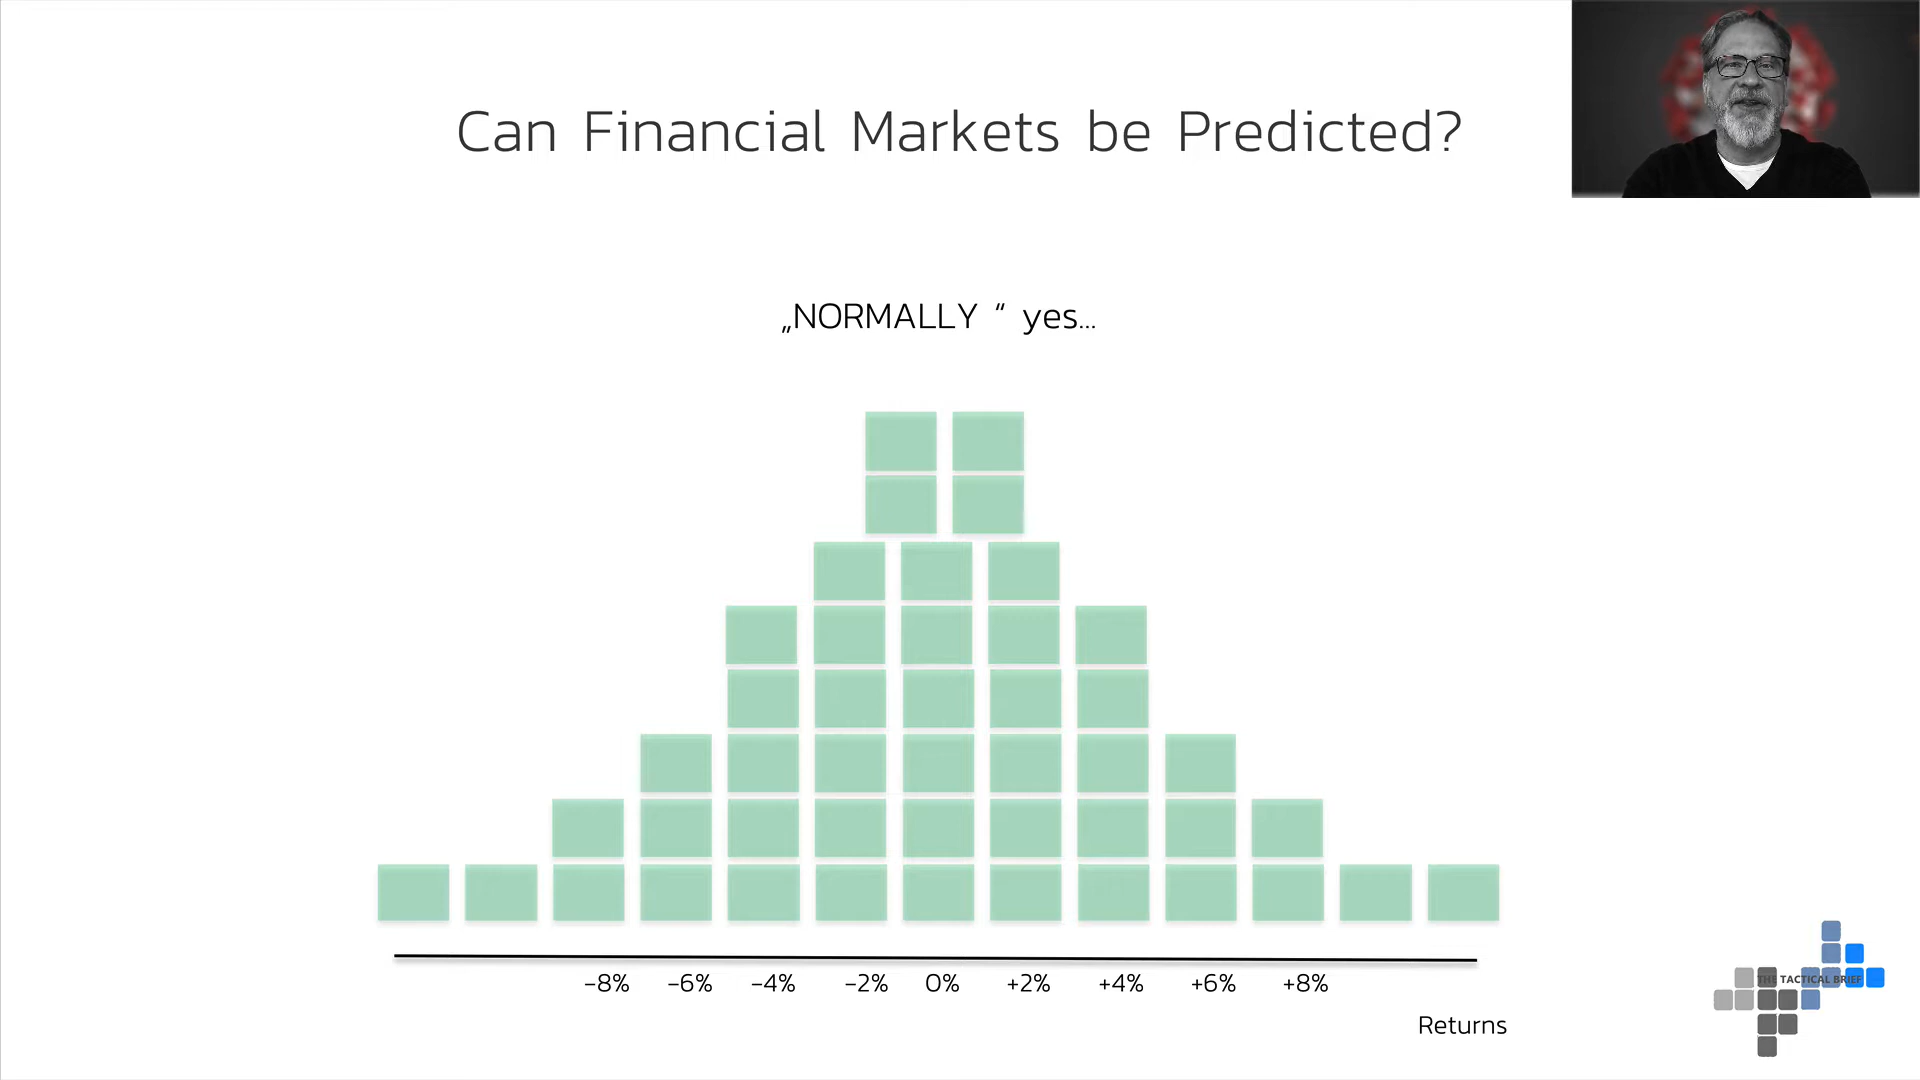 Can Financial Markets be Predicted?
„NORMALLY “ yes...
-8% -6% -4% -2% 0% +2% +4% +6% +8%
Returns
THE TACTICAL BRIEF